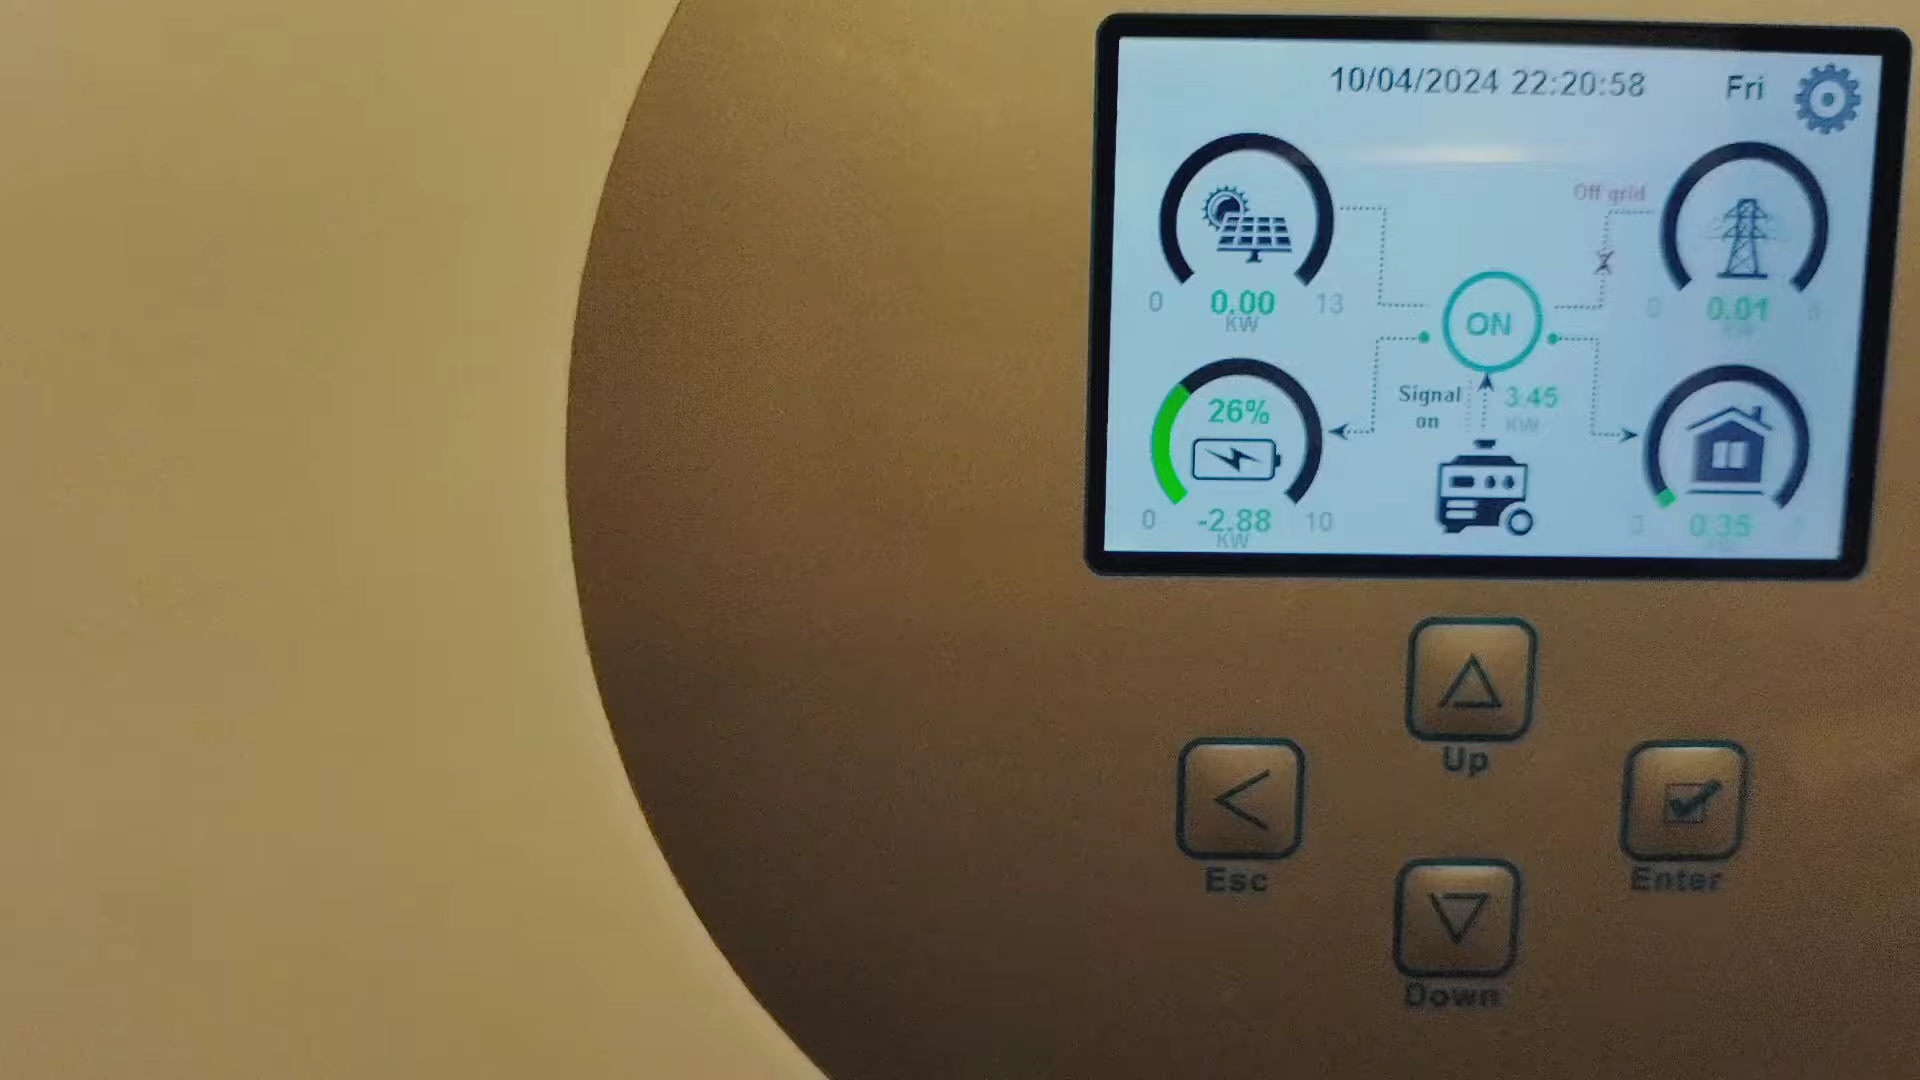 10/04/2024 22:20:58 Fri
Off grid
0 0.00 13
KW
0.01
ON
Signal
on
3.45
KW
26%
0 -2.88 10
KW
0.35
Up
Esc
Enter
Down